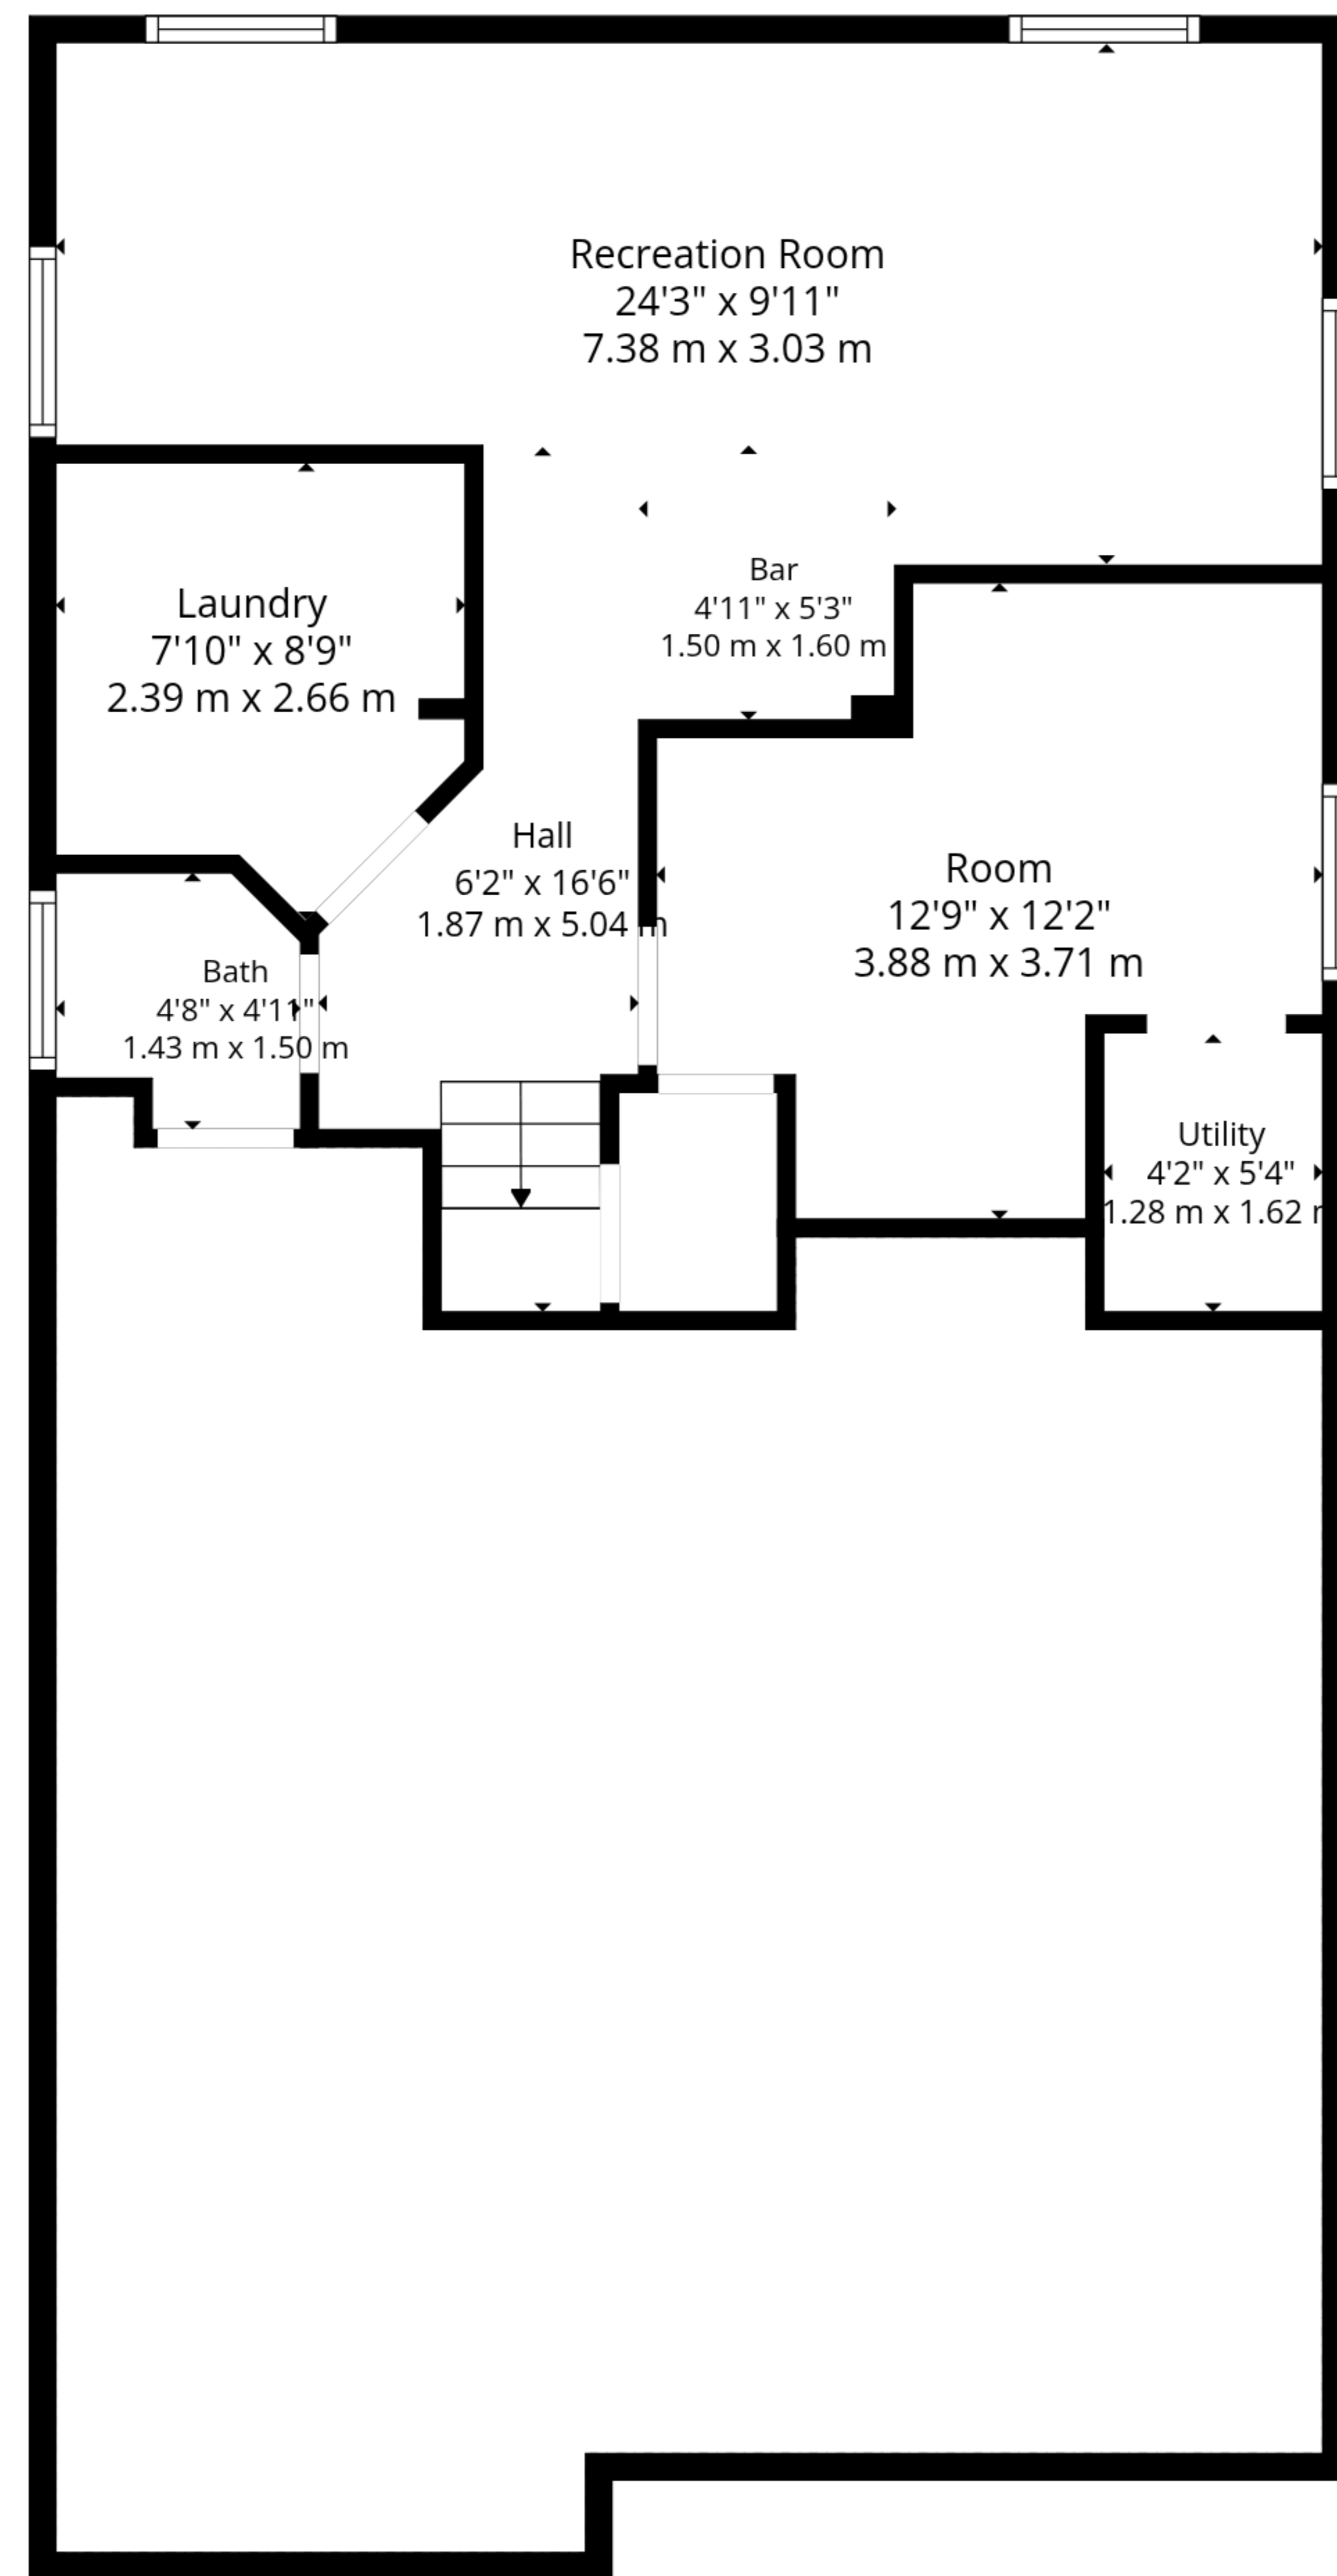 Recreation Room
24'3" x 9'11"
7.38 m x 3.03 m
Bar
4'11" x 5'3"
1.50 m x 1.60 m
Laundry
7'10" x 8'9"
2.39 m x 2.66 m
Hall
6'2" x 16'6"
1.87 m x 5.04 m
Room
12'9" x 12'2"
3.88 m x 3.71 m
Bath
4'8" x 4'11"
1.43 m x 1.50 m
Utility
4'2" x 5'4"
1.28 m x 1.62 m